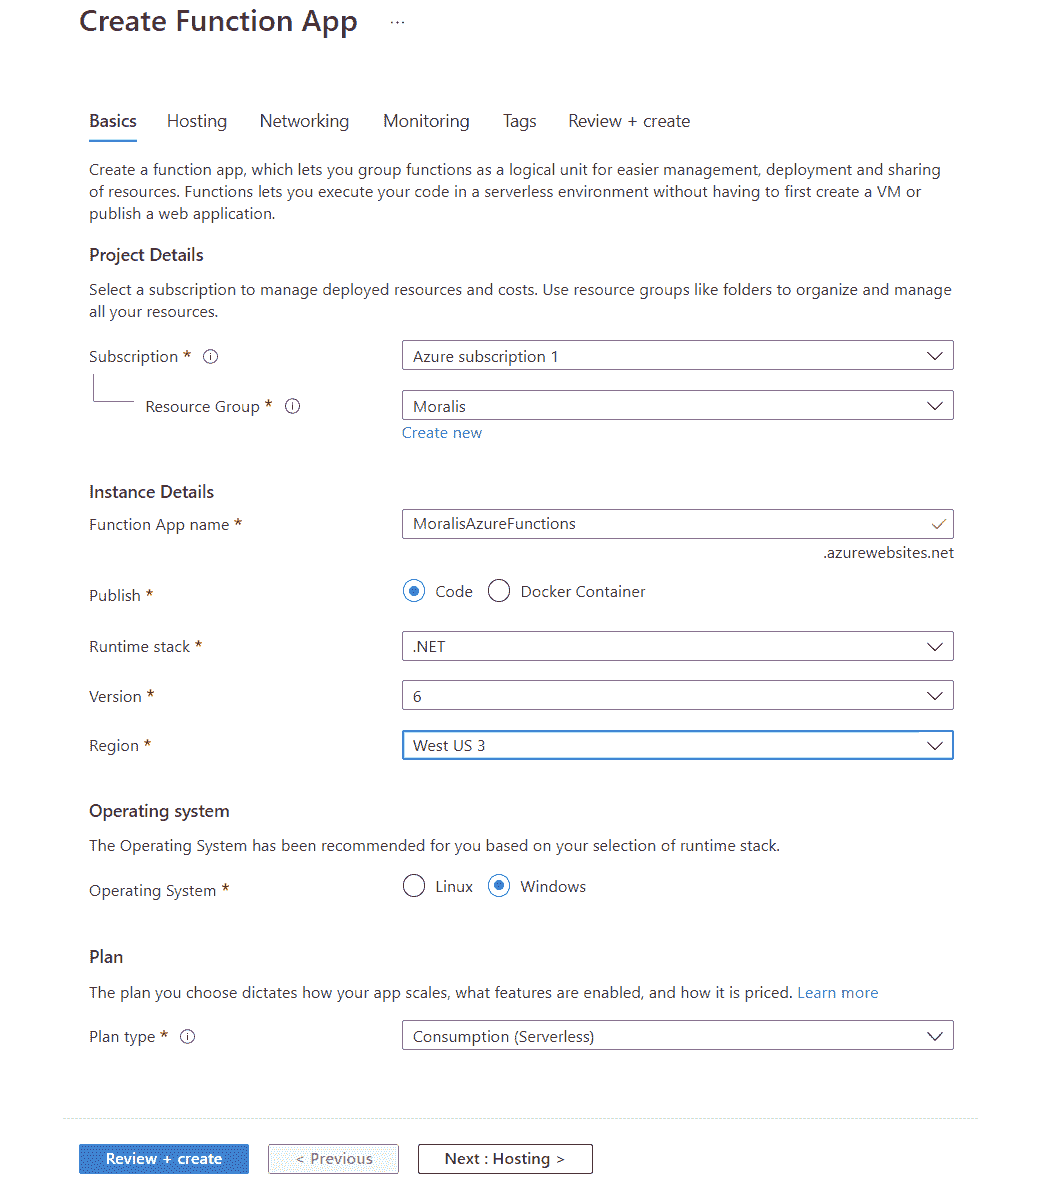 Create Function App ...
Basics Hosting Networking Monitoring Tags Review + create
Create a function app, which lets you group functions as a logical unit for easier management, deployment and sharing
of resources. Functions lets you execute your code in a serverless environment without having to first create a VM or
publish a web application.
Project Details
Select a subscription to manage deployed resources and costs. Use resource groups like folders to organize and manage
all your resources.
Subscription * Azure subscription 1
Resource Group * Moralis
Create new
Instance Details
Function App name * MoralisAzureFunctions
.azurewebsites.net
Publish * Code Docker Container
Runtime stack * .NET
Version * 6
Region * West US 3
Operating system
The Operating System has been recommended for you based on your selection of runtime stack.
Operating System * Linux Windows
Plan
The plan you choose dictates how your app scales, what features are enabled, and how it is priced. Learn more
Plan type * Consumption (Serverless)
Review + create < Previous Next : Hosting >